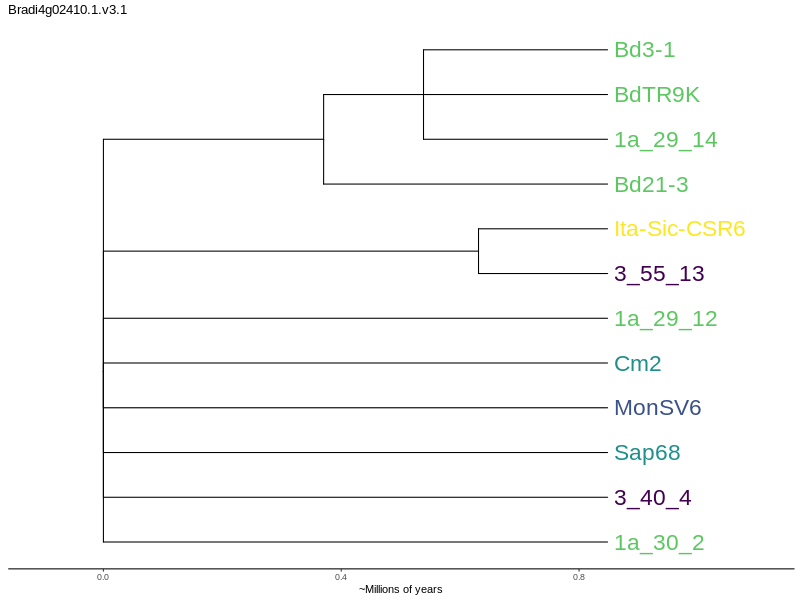 Bradi4g02410.1.v3.1
Bd3-1
BdTR9K
1a_29_14
Bd21-3
Ita-Sic-CSR6
3_55_13
1a_29_12
Cm2
MonSV6
Sap68
3_40_4
1a_30_2
0.0 0.4 0.8
~Millions of years